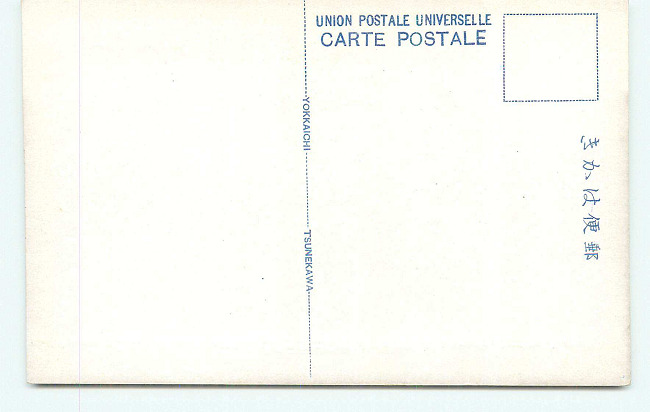 UNION POSTALE UNIVERSELLE
CARTE POSTALE
YOKKAICHI
TSUNEKAWA
きかは便郵